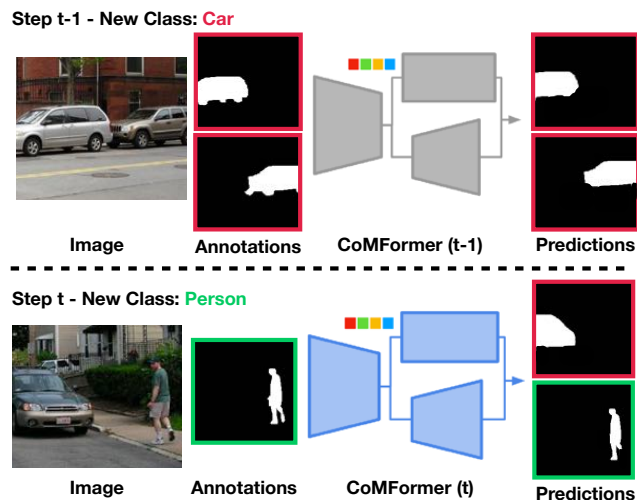 Step t-1 - New Class: Car
Image
Annotations
CoMFormer (t-1)
Predictions
Step t - New Class: Person
Image
Annotations
CoMFormer (t)
Predictions